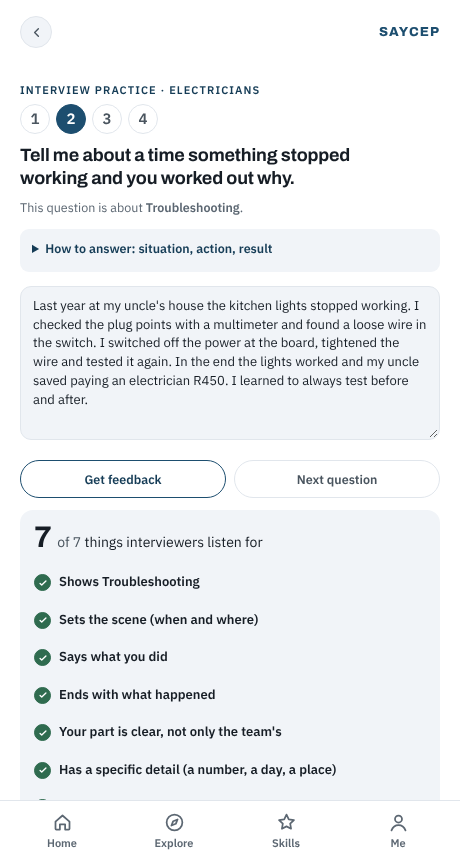 SAYCEP
INTERVIEW PRACTICE · ELECTRICIANS
1 2 3 4
Tell me about a time something stopped
working and you worked out why.
This question is about Troubleshooting.
How to answer: situation, action, result
Last year at my uncle's house the kitchen lights stopped working. I
checked the plug points with a multimeter and found a loose wire in
the switch. I switched off the power at the board, tightened the
wire and tested it again. In the end the lights worked and my uncle
saved paying an electrician R450. I learned to always test before
and after.
Get feedback Next question
7 of 7 things interviewers listen for
Shows Troubleshooting
Sets the scene (when and where)
Says what you did
Ends with what happened
Your part is clear, not only the team's
Has a specific detail (a number, a day, a place)
Home Explore Skills Me